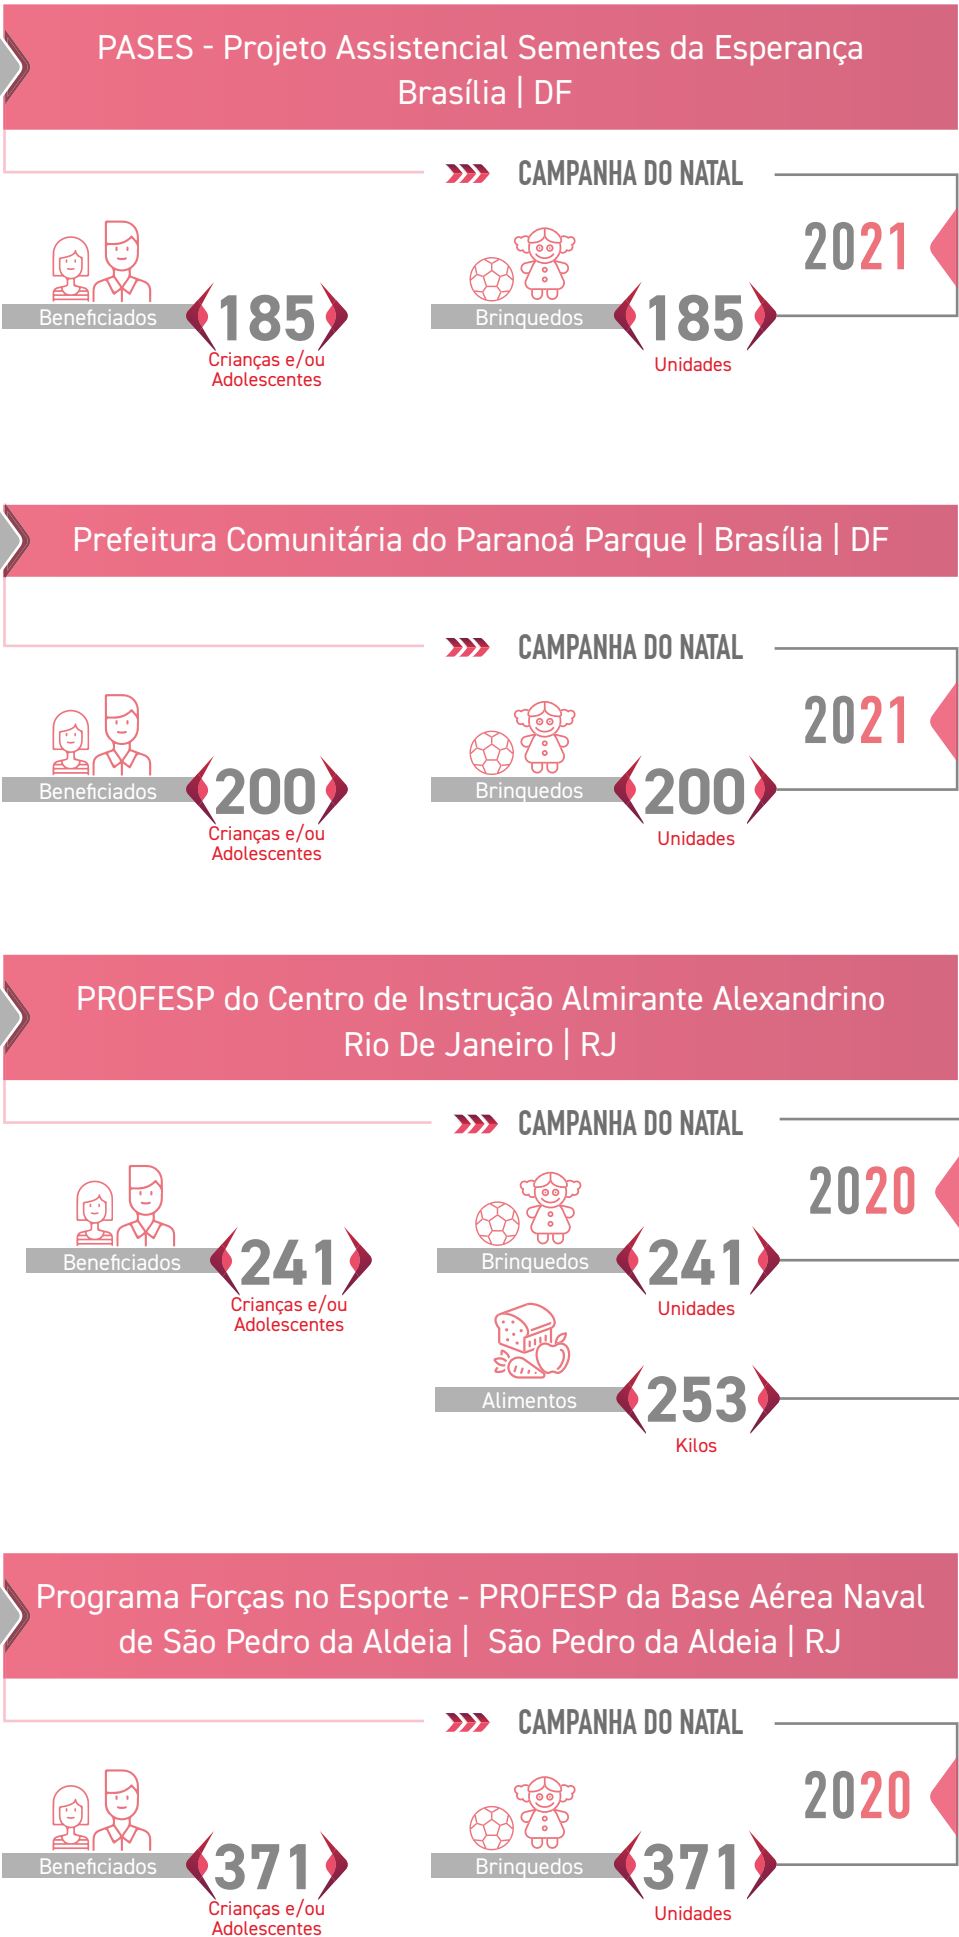 PASES - Projeto Assistencial Sementes da Esperança
Brasília | DF
CAMPANHA DO NATAL
2021
Beneficiados
185
Crianças e/ou
Adolescentes
Brinquedos
185
Unidades
Prefeitura Comunitária do Paranoá Parque | Brasília | DF
CAMPANHA DO NATAL
2021
Beneficiados
200
Crianças e/ou
Adolescentes
Brinquedos
200
Unidades
PROFESP do Centro de Instrução Almirante Alexandrino
Rio De Janeiro | RJ
CAMPANHA DO NATAL
2020
Beneficiados
241
Crianças e/ou
Adolescentes
Brinquedos
241
Unidades
Alimentos
253
Kilos
Programa Forças no Esporte - PROFESP da Base Aérea Naval
de São Pedro da Aldeia | São Pedro da Aldeia | RJ
CAMPANHA DO NATAL
2020
Beneficiados
371
Crianças e/ou
Adolescentes
Brinquedos
371
Unidades